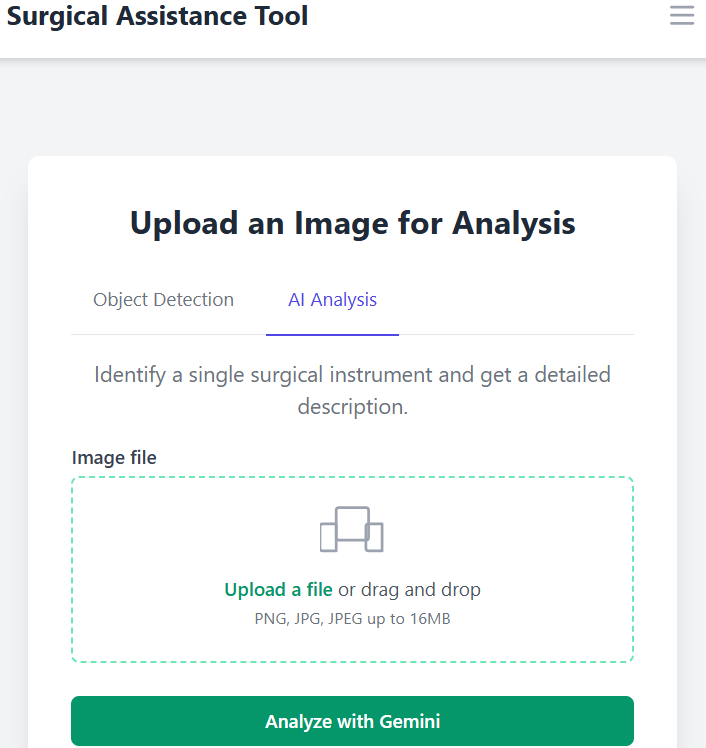 Surgical Assistance Tool
Upload an Image for Analysis
Object Detection
AI Analysis
Identify a single surgical instrument and get a detailed
description.
Image file
Upload a file or drag and drop
PNG, JPG, JPEG up to 16MB
Analyze with Gemini